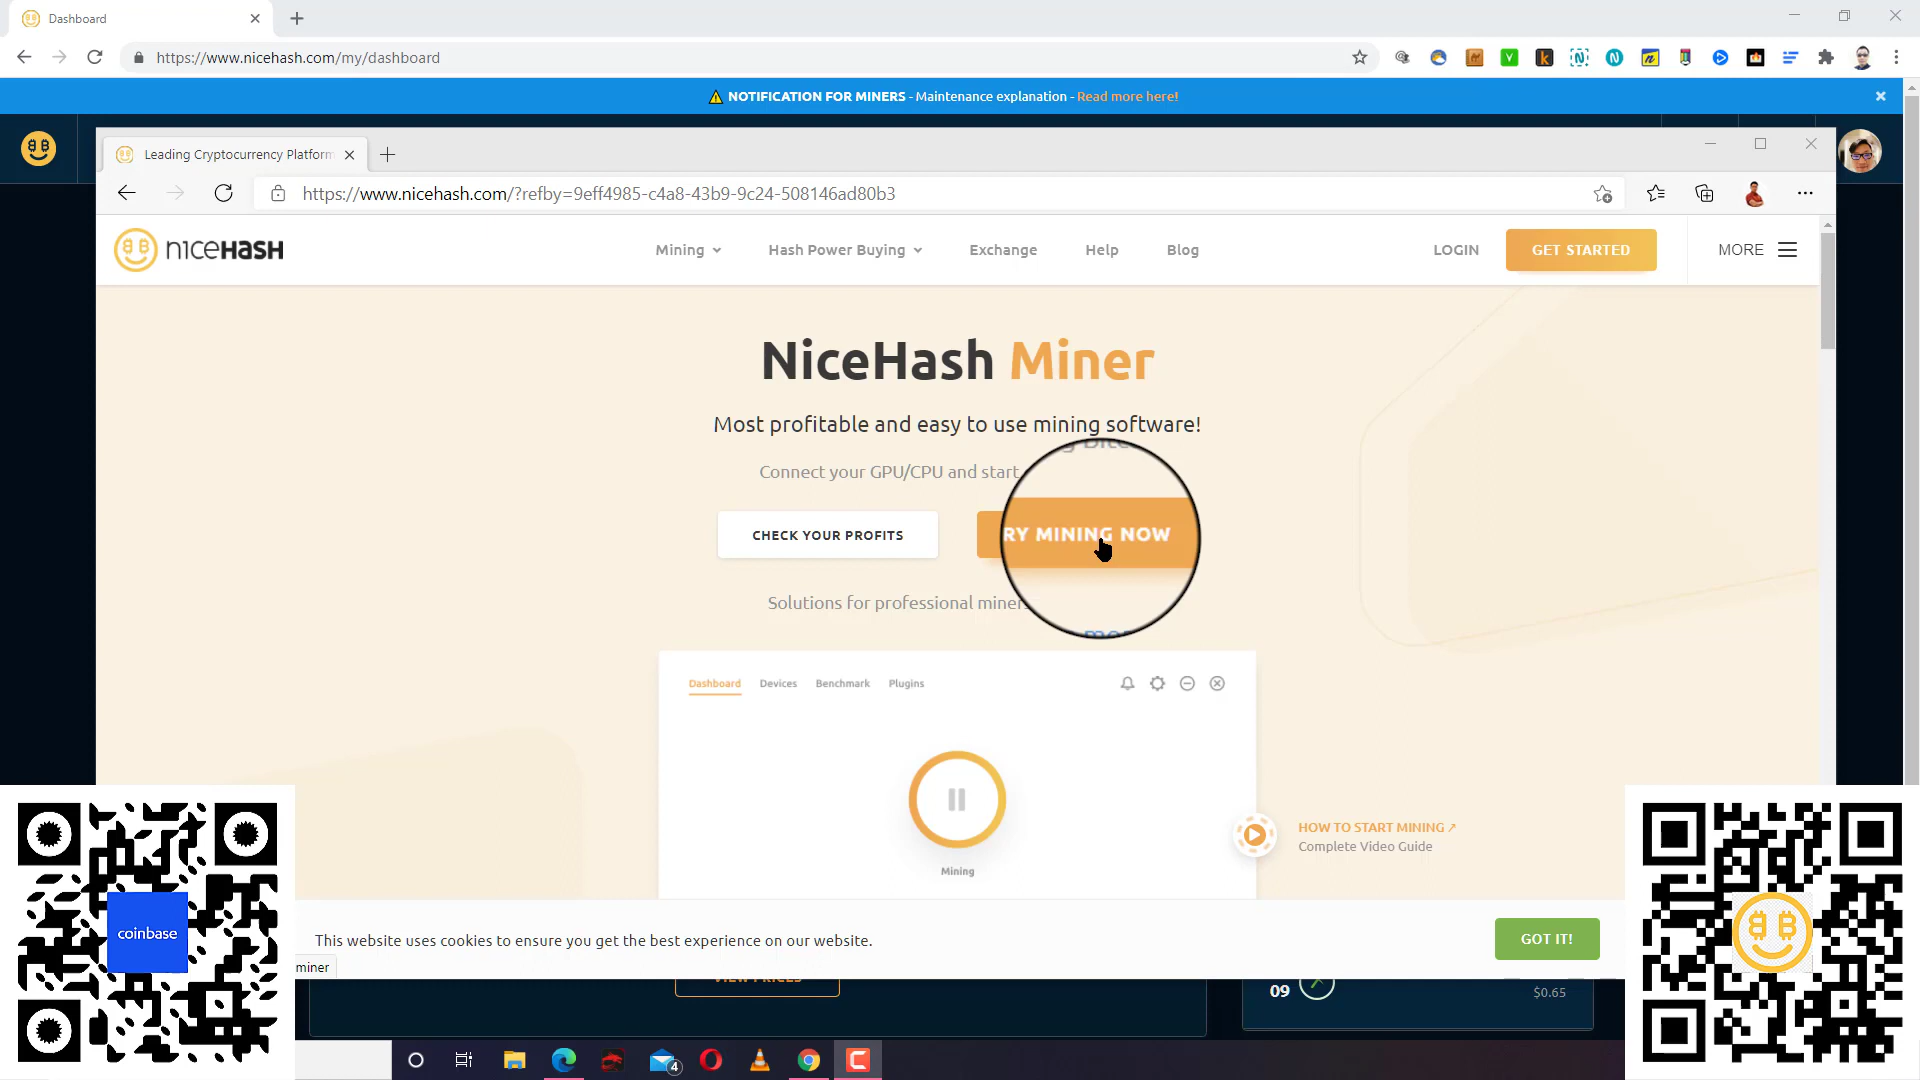 Dashboard
https://www.nicehash.com/my/dashboard
NOTIFICATION FOR MINERS - Maintenance explanation - Read more here!
Leading Cryptocurrency Platform
https://www.nicehash.com/?refby=9eff4985-c4a8-43b9-9c24-508146ad80b3
NICEHASH
Mining
Hash Power Buying
Exchange
Help
Blog
LOGIN
GET STARTED
MORE
NiceHash Miner
Most profitable and easy to use mining software!
Connect your GPU/CPU and start
CHECK YOUR PROFITS
RY MINING NOW
Solutions for professional miners
Dashboard Devices Benchmark Plugins
Mining
HOW TO START MINING
Complete Video Guide
coinbase
This website uses cookies to ensure you get the best experience on our website.
GOT IT!
miner
VIEW PRICES
09
$0.65
4